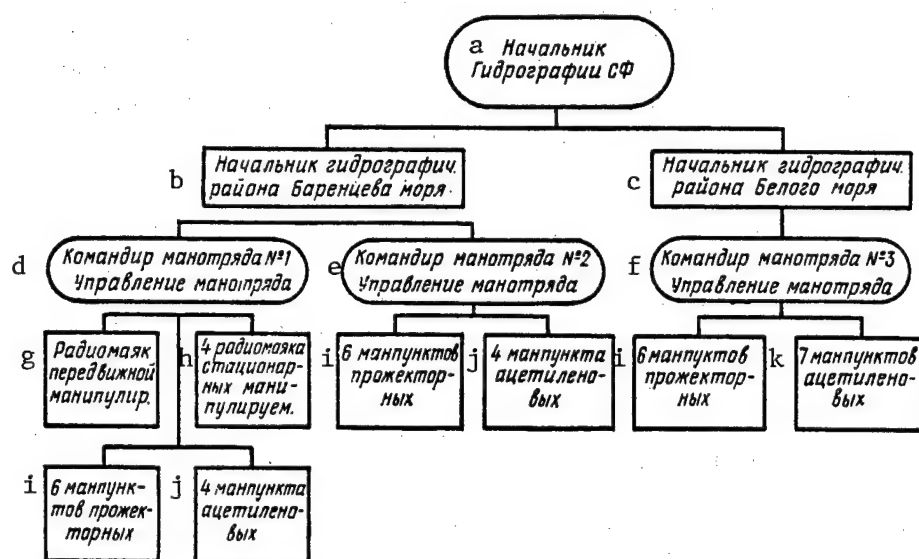 a Начальник
Гидрографии СФ
b Начальник гидрографич.
района Баренцева моря.
c Начальник гидрографич.
района Белого моря
d Командир манотряда №1
Управление манотряда
e Командир манотряда №2
Управление манотряда
f Командир манотряда №3
Управление манотряда
g Радиомаяк
передвижной
манипулир.
h 4 радиомаяка
стационар-
ных мани-
пулируем.
i 6 манпунктов
прожектор-
ных
j 4 манпункта
ацетилено-
вых
i 6 манпуктов
прожектор-
ных
k 7 манпунктов
ацетилено-
вых
i 6 манпунк-
тов прожек-
торных
j 4 манпункта
ацетилено-
вых